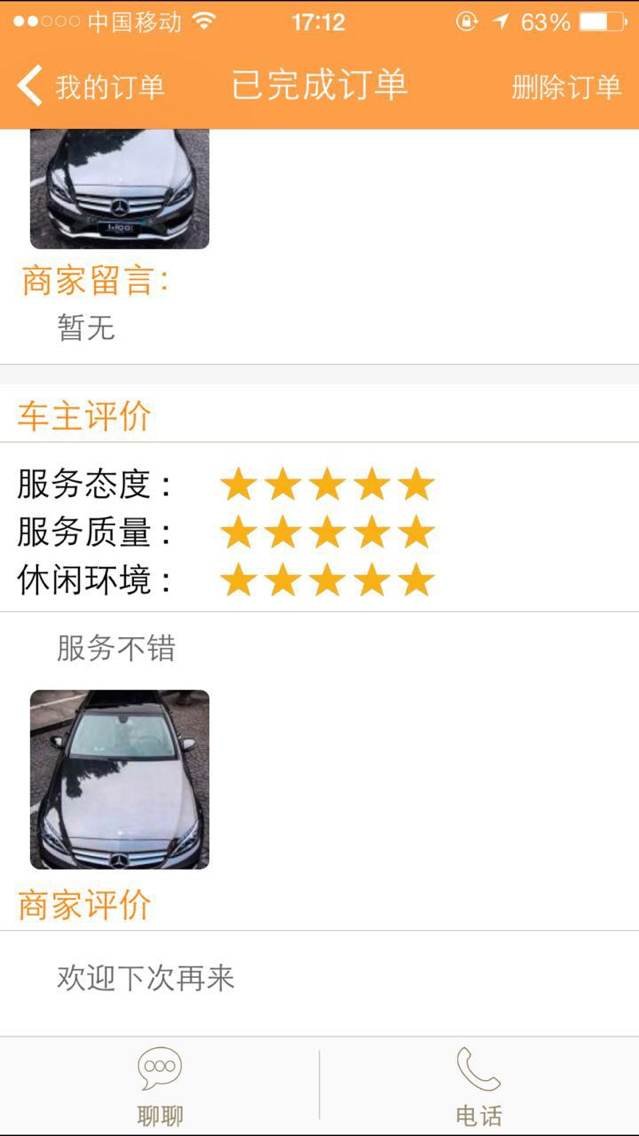 中国移动 17:12 63%
我的订单 已完成订单 删除订单
商家留言：
暂无
车主评价
服务态度：
服务质量：
休闲环境：
服务不错
商家评价
欢迎下次再来
聊聊 电话